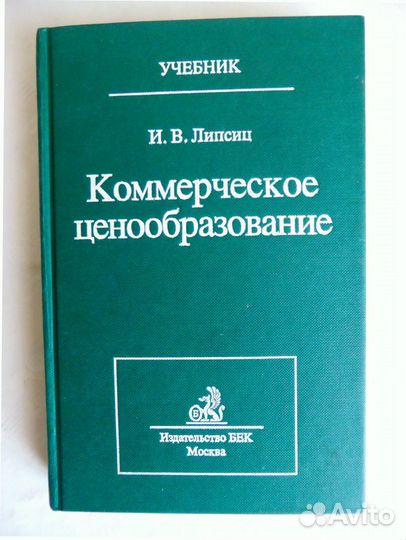 УЧЕБНИК
И. В. Липсиц
Коммерческое
ценообразование
Б
Издательство БЕК
Москва
Avito